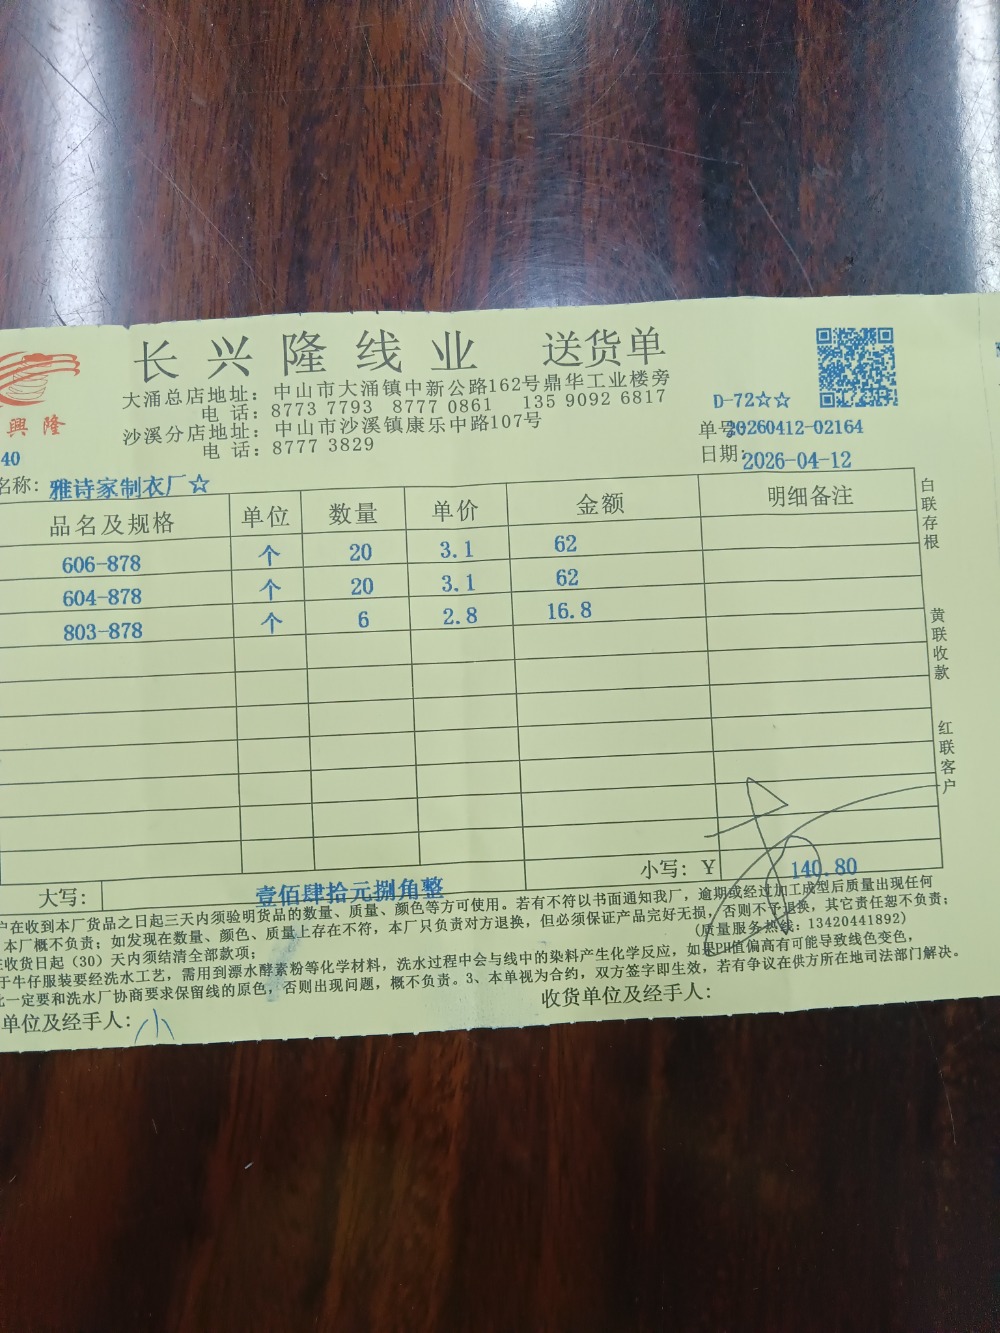 长兴隆线业 送货单
興隆
大涌总店地址：中山市大涌镇中新公路162号鼎华工业楼旁
电 话：8773 7793 8777 0861 135 9092 6817
沙溪分店地址：中山市沙溪镇康乐中路107号
电 话：8777 3829
D-72☆☆
单号：20260412-02164
日期：2026-04-12
40
名称：雅诗家制衣厂☆
品名及规格 单位 数量 单价 金额 明细备注
606-878 个 20 3.1 62
604-878 个 20 3.1 62
803-878 个 6 2.8 16.8
白联存根
黄联收款
红联客户
大写：壹佰肆拾元捌角整 小写：Y 140.80
户在收到本厂货品之日起三天内须验明货品的数量、质量、颜色等方可使用。若有不符以书面通知我厂，逾期或经过加工成型后质量出现任何
本厂概不负责；如发现在数量、颜色、质量上存在不符，本厂只负责对方退换，但必须保证产品完好无损，否则不予退换，其它责任恕不负责；
收货日起（30）天内须结清全部款项；
(质量服务热线：13420441892)
于牛仔服装要经洗水工艺，需用到漂水酵素粉等化学材料，洗水过程中会与线中的染料产生化学反应，如果PH值偏高有可能导致线色变色，
一定要和洗水厂协商要求保留线的原色，否则出现问题，概不负责。3、本单视为合约，双方签字即生效，若有争议在供方所在地司法部门解决。
单位及经手人：小
收货单位及经手人：